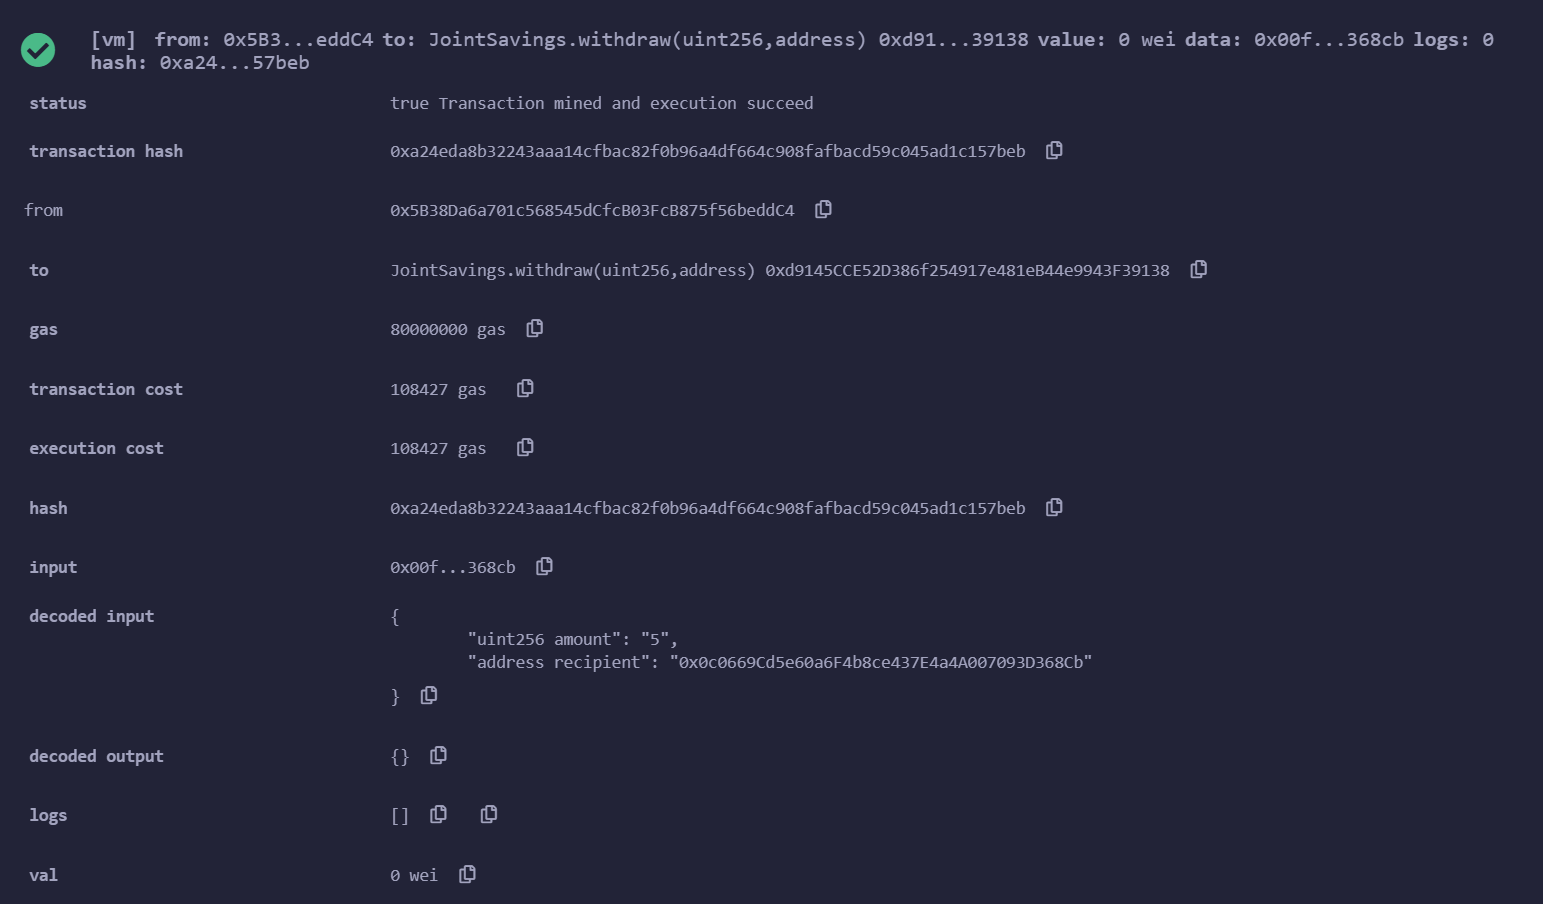 [vm] from: 0x5B3...eddC4 to: JointSavings.withdraw(uint256,address) 0xd91...39138 value: 0 wei data: 0x00f...368cb logs: 0
hash: 0xa24...57beb
status true Transaction mined and execution succeed
transaction hash 0xa24eda8b32243aaa14cfbac82f0b96a4df664c908fafbacd59c045ad1c157beb
from 0x5B38Da6a701c568545dCfcB03FcB875f56beddC4
to JointSavings.withdraw(uint256,address) 0xd9145CCE52D386f254917e481eB44e9943F39138
gas 80000000 gas
transaction cost 108427 gas
execution cost 108427 gas
hash 0xa24eda8b32243aaa14cfbac82f0b96a4df664c908fafbacd59c045ad1c157beb
input 0x00f...368cb
decoded input {
"uint256 amount": "5",
"address recipient": "0x0c0669Cd5e60a6F4b8ce437E4a4A007093D368Cb"
}
decoded output {}
logs []
val 0 wei